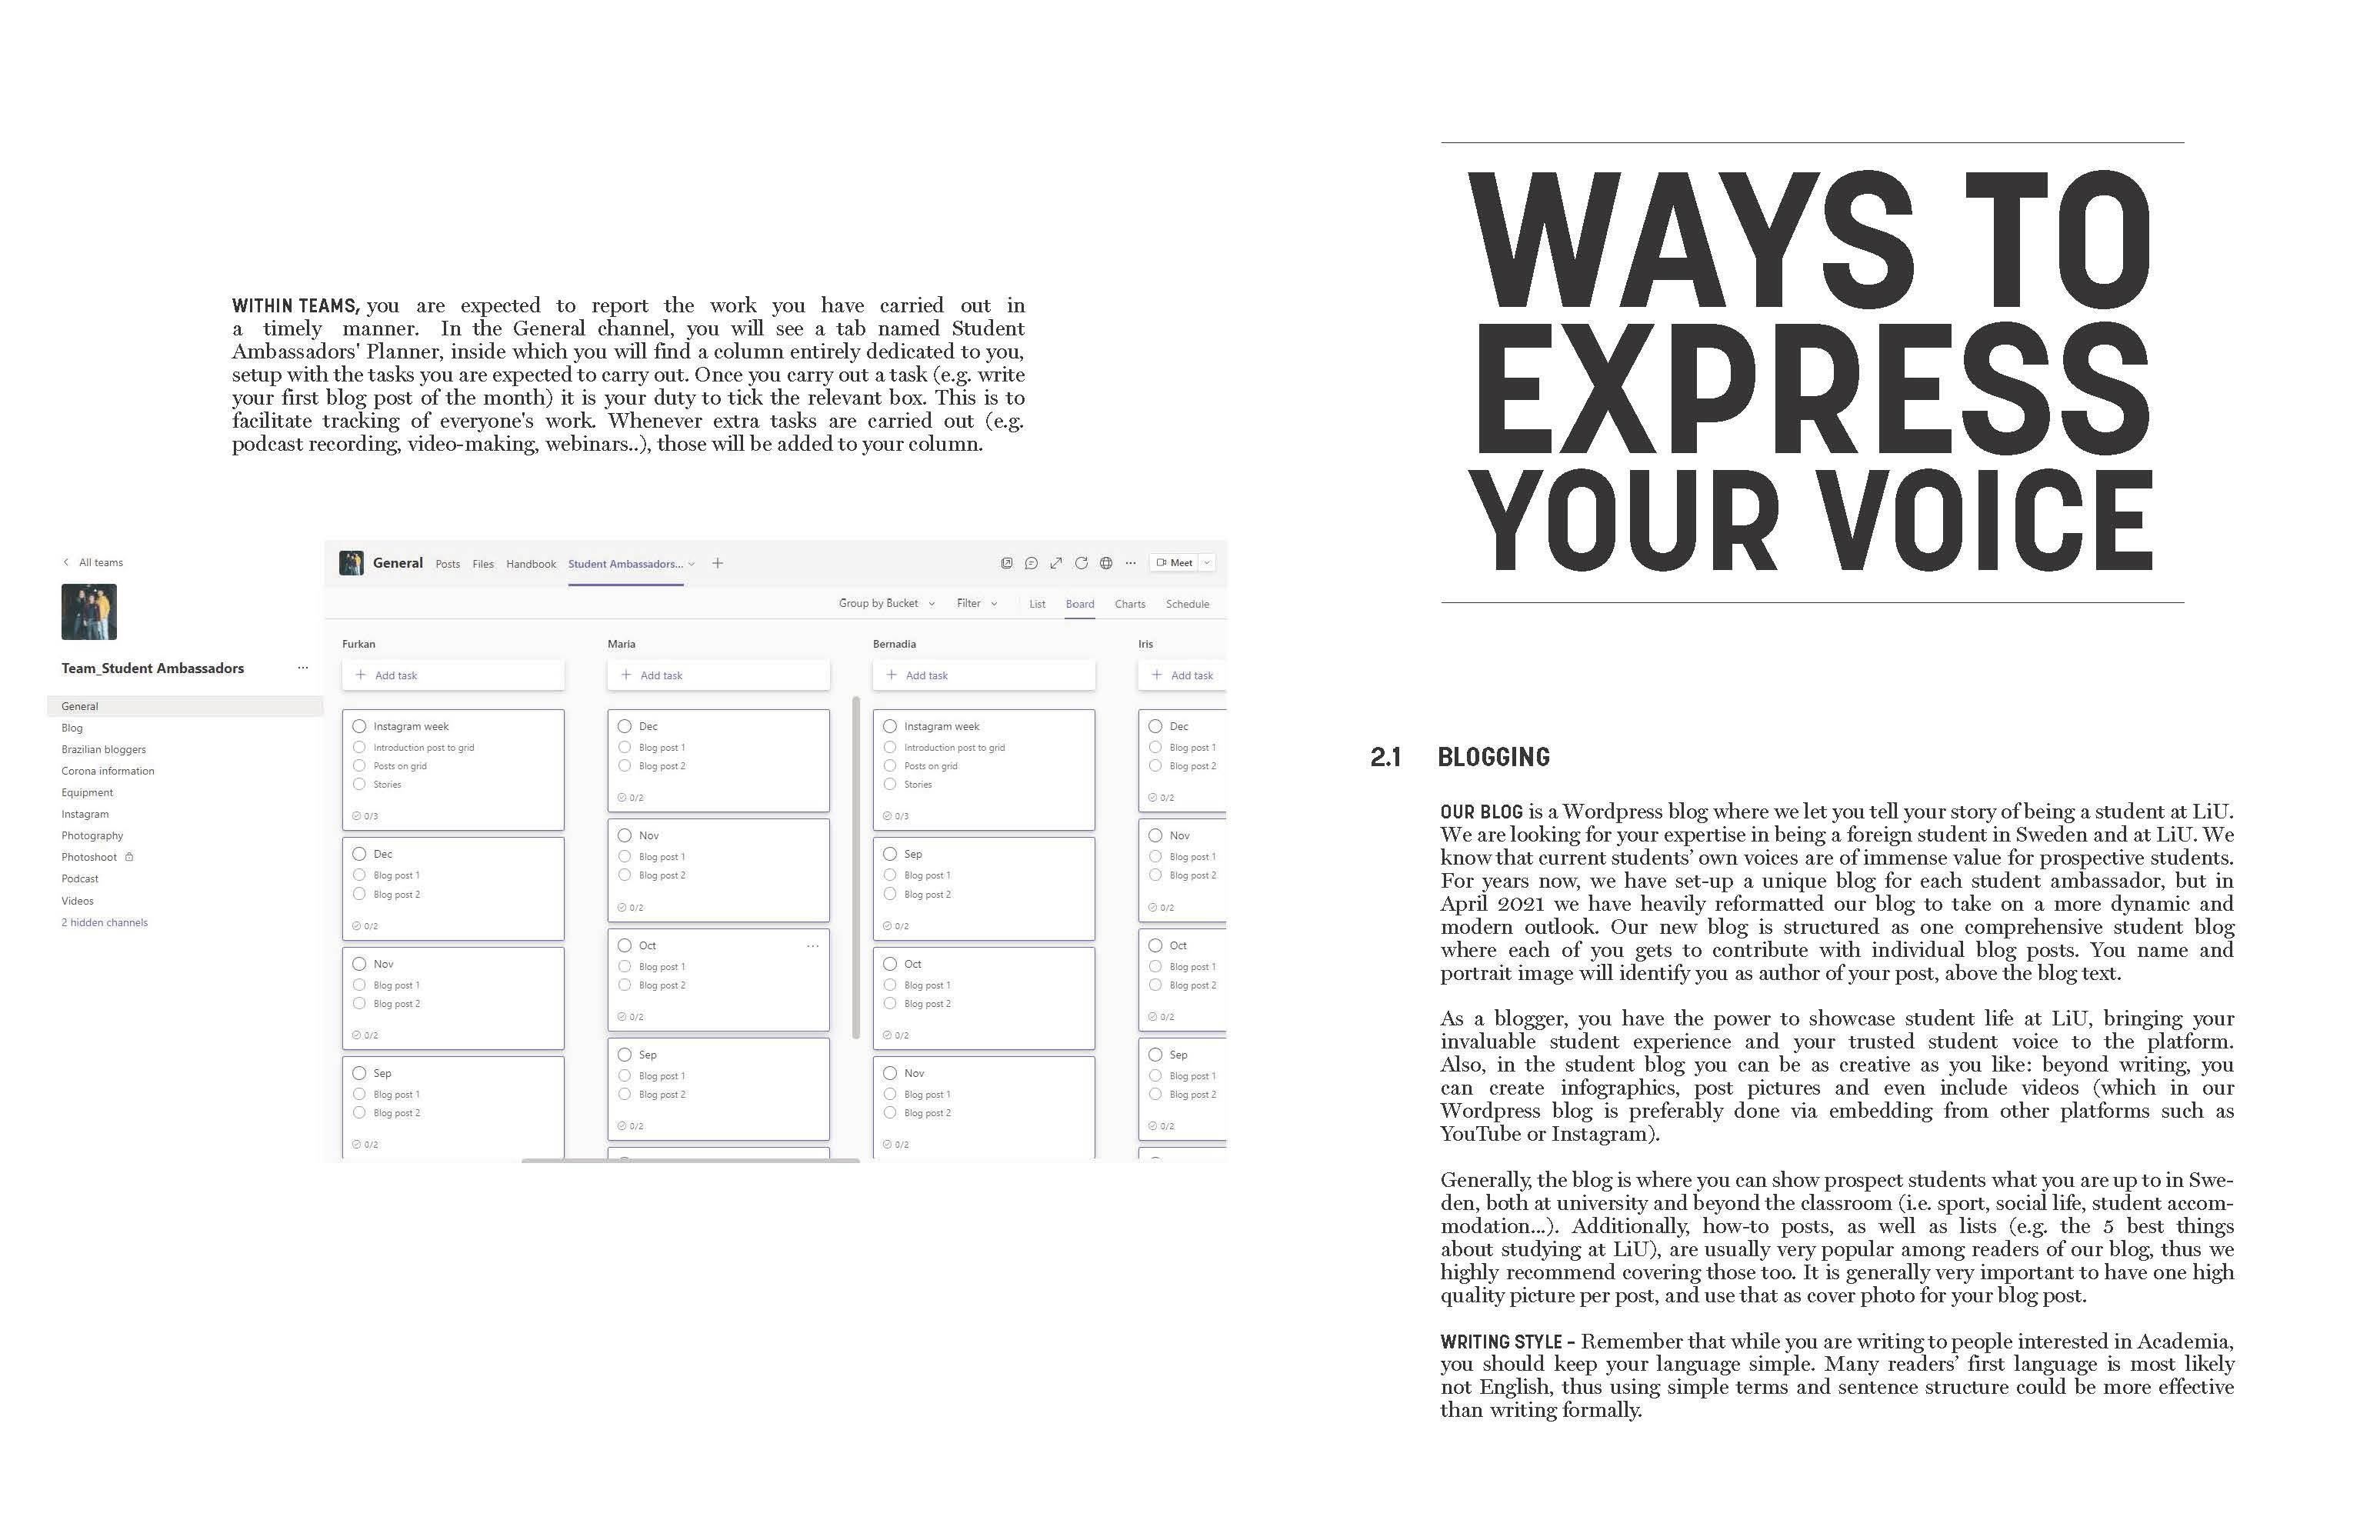 WITHIN TEAMS, you are expected to report the work you have carried out in
a timely manner. In the General channel, you will see a tab named Student
Ambassadors' Planner, inside which you will find a column entirely dedicated to you,
setup with the tasks you are expected to carry out. Once you carry out a task (e.g. write
your first blog post of the month) it is your duty to tick the relevant box. This is to
facilitate tracking of everyone's work. Whenever extra tasks are carried out (e.g.
podcast recording, video-making, webinars..), those will be added to your column.
All teams
Team_Student Ambassadors
General
Blog
Brazilian bloggers
Corona information
Equipment
Instagram
Photography
Photoshoot
Podcast
Videos
2 hidden channels
General Posts Files Handbook Student Ambassadors... Meet
Group by Bucket Filter List Board Charts Schedule
Furkan
Add task
Instagram week
Introduction post to grid
Posts on grid
Stories
0/3
Dec
Blog post 1
Blog post 2
0/2
Nov
Blog post 1
Blog post 2
0/2
Sep
Blog post 1
Blog post 2
0/2
Maria
Add task
Dec
Blog post 1
Blog post 2
0/2
Nov
Blog post 1
Blog post 2
0/2
Oct ...
Blog post 1
Blog post 2
0/2
Sep
Blog post 1
Blog post 2
0/2
Bernadia
Add task
Instagram week
Introduction post to grid
Posts on grid
Stories
0/3
Sep
Blog post 1
Blog post 2
0/2
Oct
Blog post 1
Blog post 2
0/2
Nov
Blog post 1
Blog post 2
0/2
Iris
Add task
Dec
Blog post 1
Blog post 2
0/2
Nov
Blog post 1
Blog post 2
0/2
Oct
Blog post 1
Blog post 2
0/2
Sep
Blog post 1
Blog post 2
0/2
WAYS TO
EXPRESS
YOUR VOICE
2.1 BLOGGING
OUR BLOG is a Wordpress blog where we let you tell your story of being a student at LiU.
We are looking for your expertise in being a foreign student in Sweden and at LiU. We
know that current students’ own voices are of immense value for prospective students.
For years now, we have set-up a unique blog for each student ambassador, but in
April 2021 we have heavily reformatted our blog to take on a more dynamic and
modern outlook. Our new blog is structured as one comprehensive student blog
where each of you gets to contribute with individual blog posts. You name and
portrait image will identify you as author of your post, above the blog text.
As a blogger, you have the power to showcase student life at LiU, bringing your
invaluable student experience and your trusted student voice to the platform.
Also, in the student blog you can be as creative as you like: beyond writing, you
can create infographics, post pictures and even include videos (which in our
Wordpress blog is preferably done via embedding from other platforms such as
YouTube or Instagram).
Generally, the blog is where you can show prospect students what you are up to in Swe-
den, both at university and beyond the classroom (i.e. sport, social life, student accom-
modation...). Additionally, how-to posts, as well as lists (e.g. the 5 best things
about studying at LiU), are usually very popular among readers of our blog, thus we
highly recommend covering those too. It is generally very important to have one high
quality picture per post, and use that as cover photo for your blog post.
WRITING STYLE - Remember that while you are writing to people interested in Academia,
you should keep your language simple. Many readers’ first language is most likely
not English, thus using simple terms and sentence structure could be more effective
than writing formally.